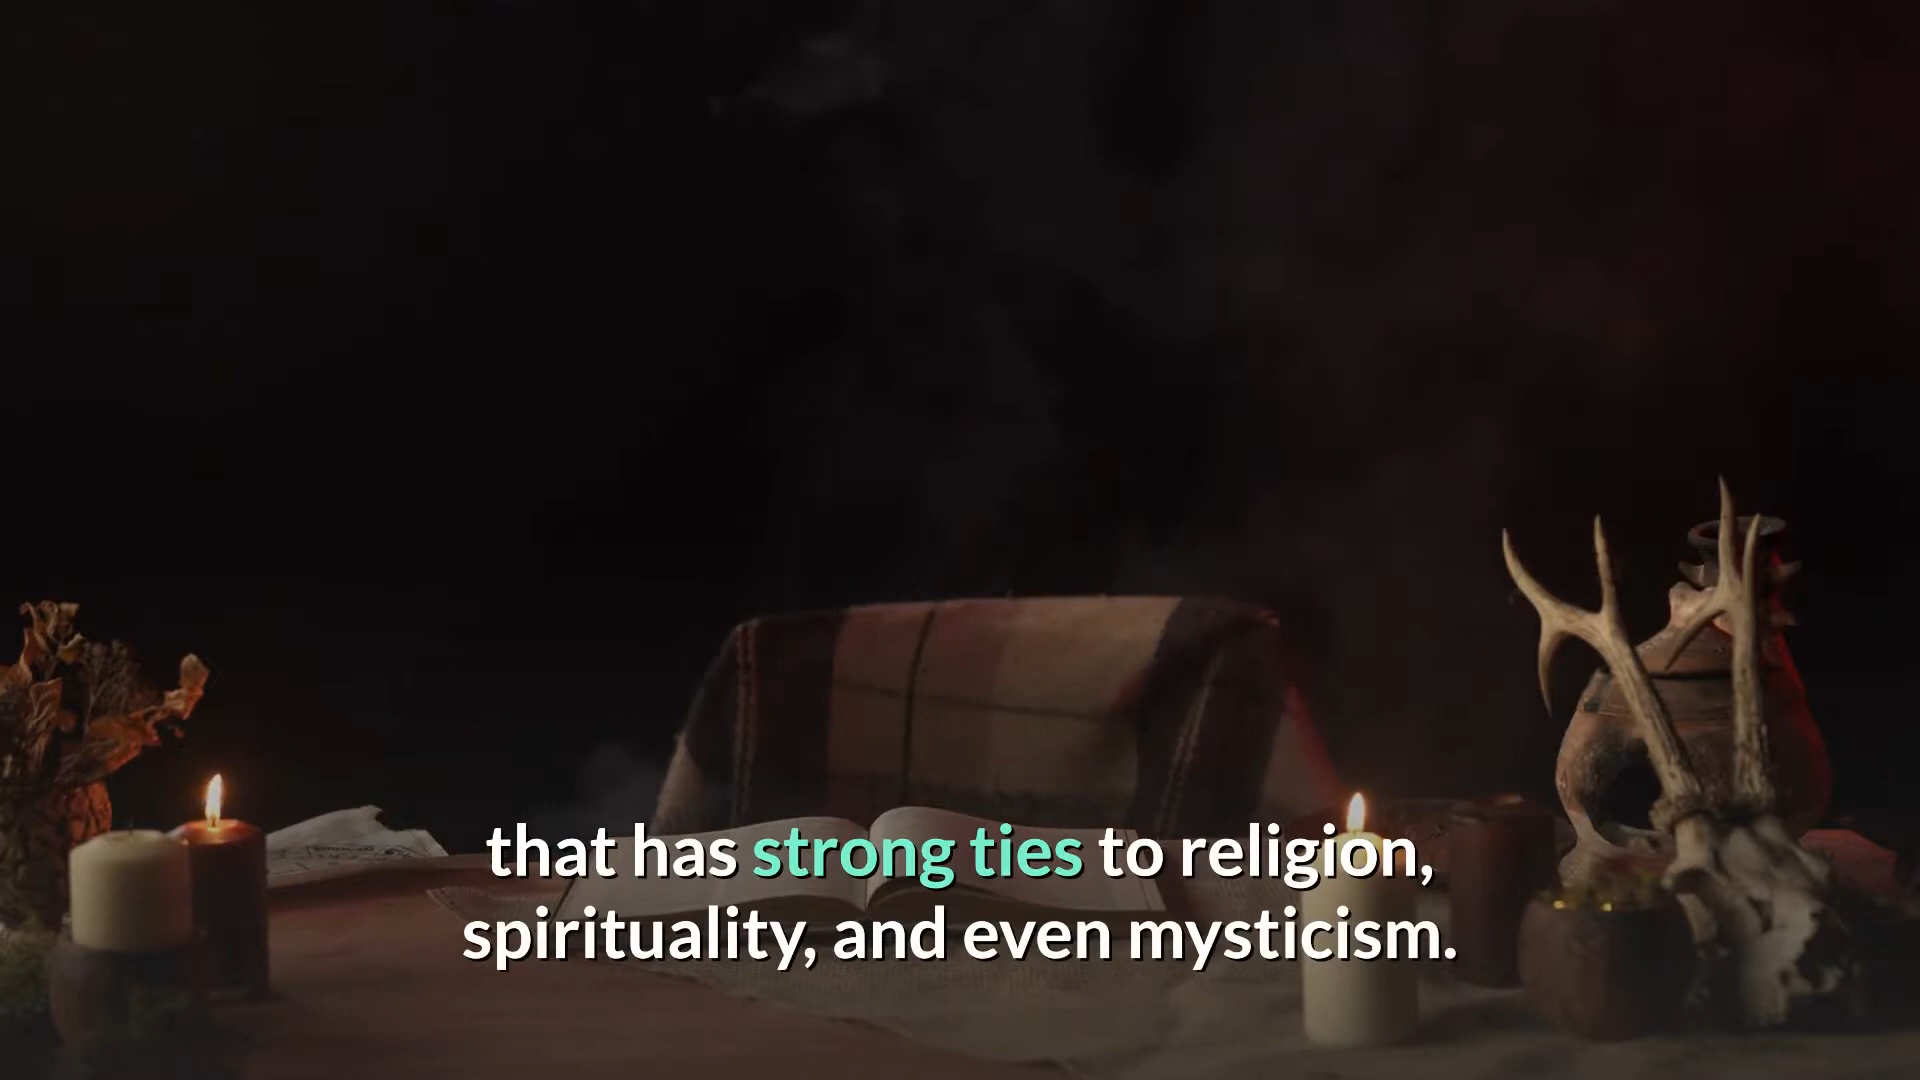 that has strong ties to religion,
spirituality, and even mysticism.